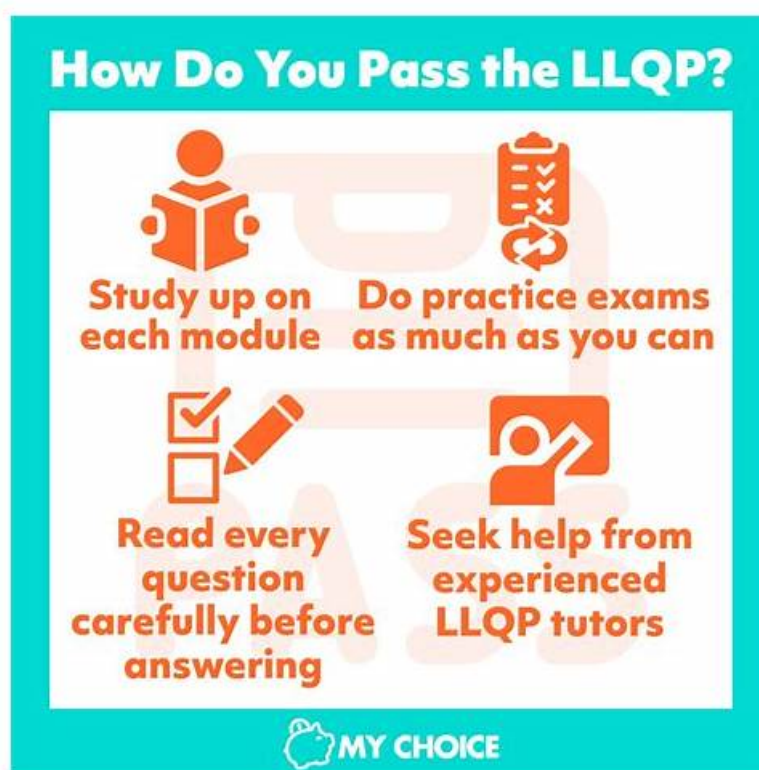 How Do You Pass the LLQP?
Study up on
each module
Do practice exams
as much as you can
Read every
question
carefully before
answering
Seek help from
experienced
LLQP tutors
PASS
MY CHOICE